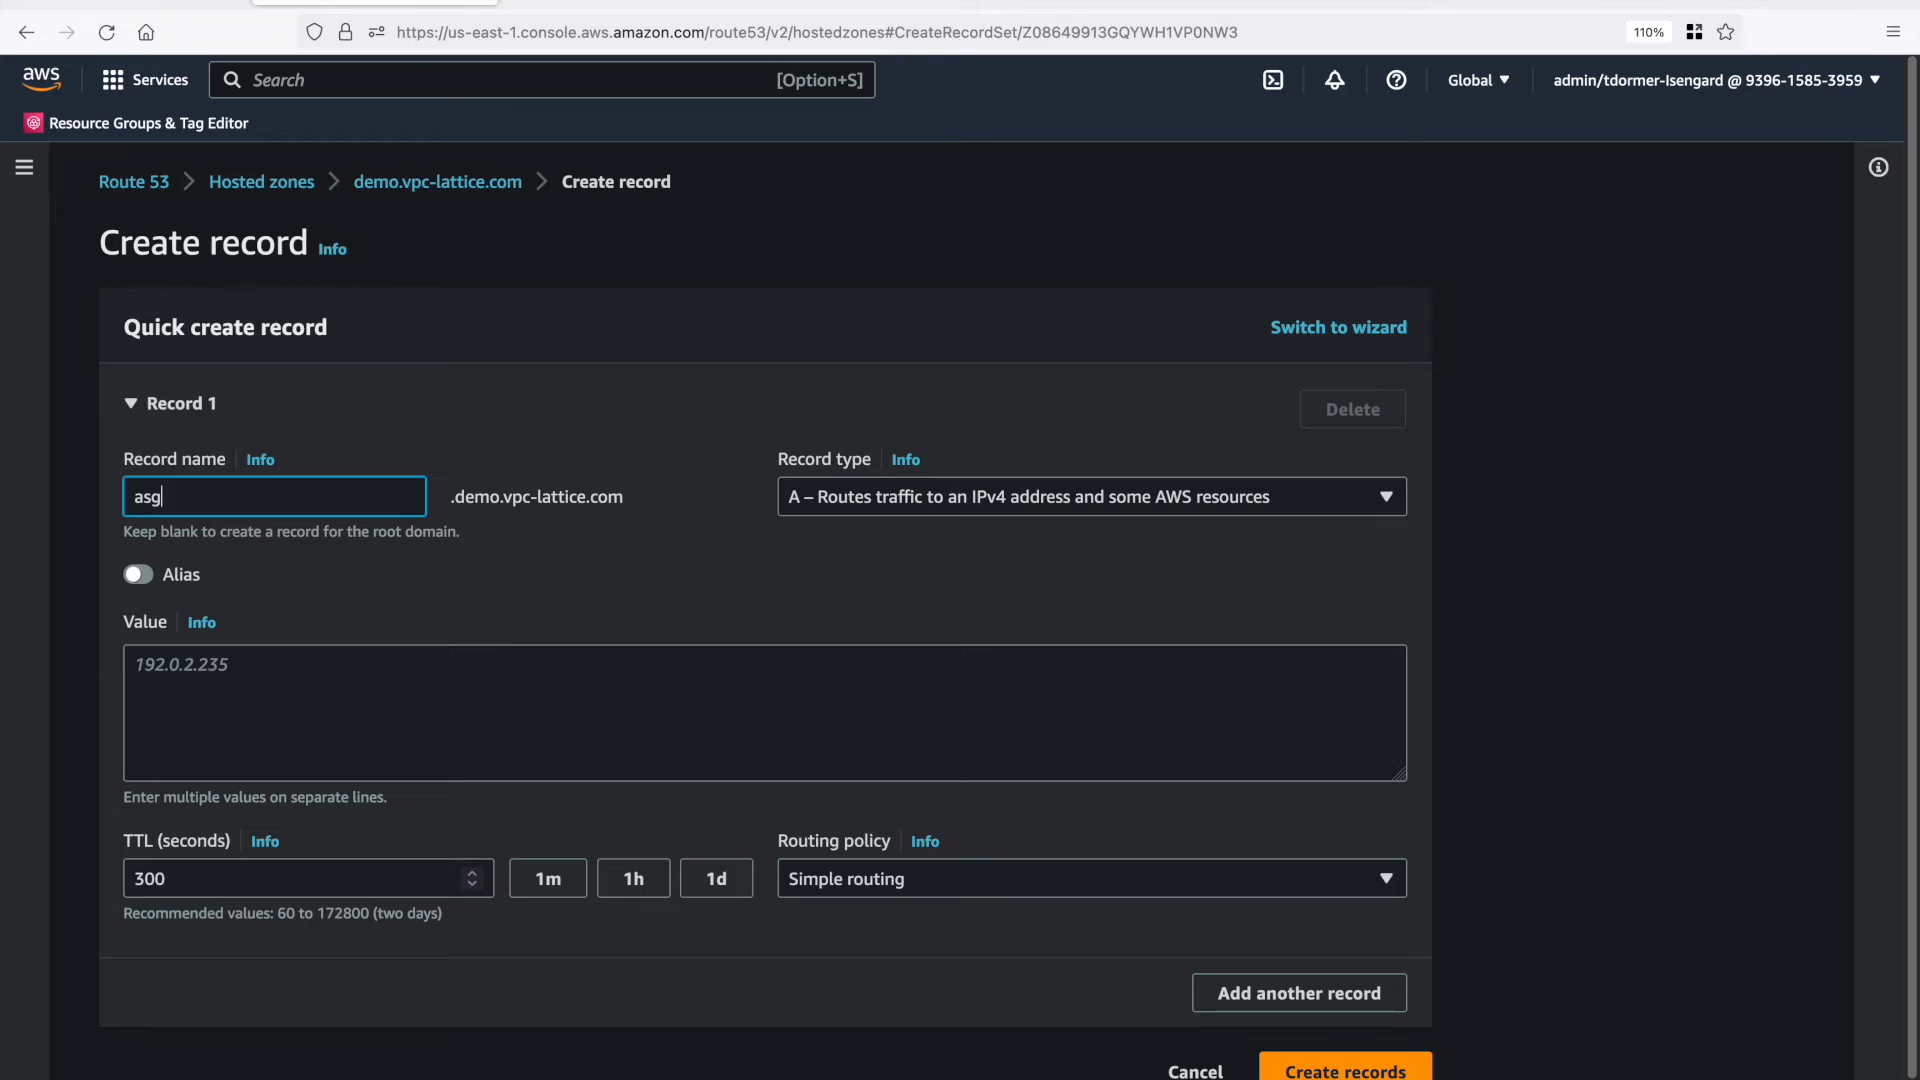 https://us-east-1.console.aws.amazon.com/route53/v2/hostedzones#CreateRecordSet/Z08649913GQYWH1VP0NW3
110%
aws
Services
Search
[Option+S]
Global
admin/tdormer-Isengard @ 9396-1585-3959
Resource Groups & Tag Editor
Route 53
Hosted zones
demo.vpc-lattice.com
Create record
Create record Info
Quick create record
Switch to wizard
Record 1
Delete
Record name Info
Record type Info
asg
.demo.vpc-lattice.com
A – Routes traffic to an IPv4 address and some AWS resources
Keep blank to create a record for the root domain.
Alias
Value Info
192.0.2.235
Enter multiple values on separate lines.
TTL (seconds) Info
Routing policy Info
300
1m
1h
1d
Simple routing
Recommended values: 60 to 172800 (two days)
Add another record
Cancel
Create records